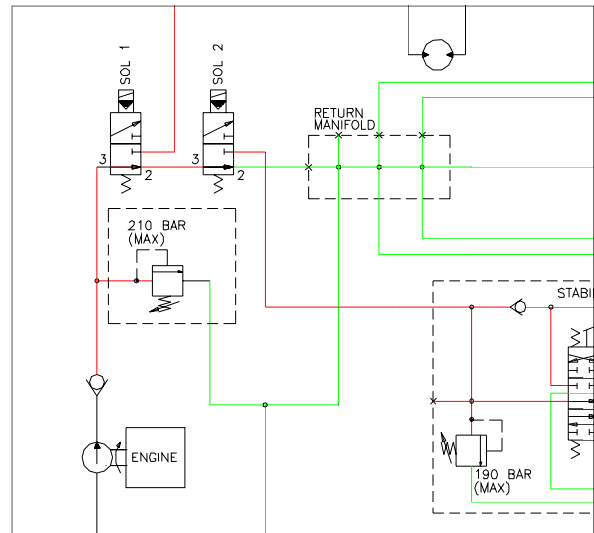 SOL 1
SOL 2
RETURN
MANIFOLD
3
2
3
2
210 BAR
(MAX)
STABI
ENGINE
190 BAR
(MAX)